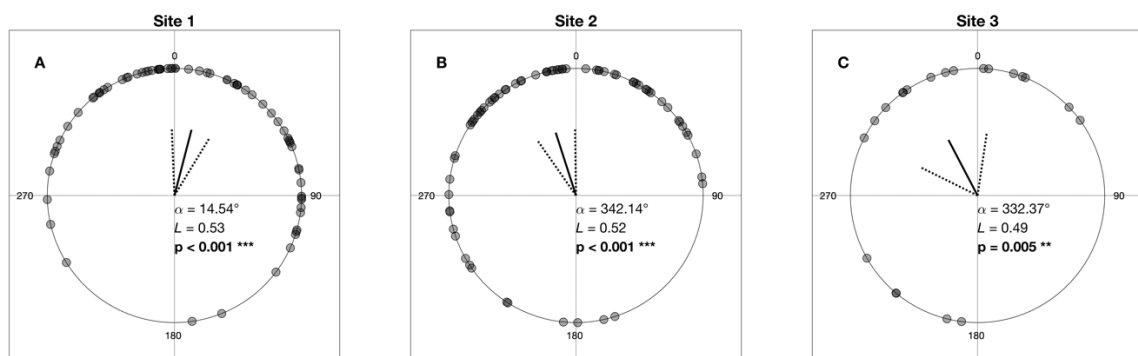 Site 1
A
0
270
90
α = 14.54°
L = 0.53
p < 0.001 ***
180
Site 2
B
0
270
90
α = 342.14°
L = 0.52
p < 0.001 ***
180
Site 3
C
0
270
90
α = 332.37°
L = 0.49
p = 0.005 **
180